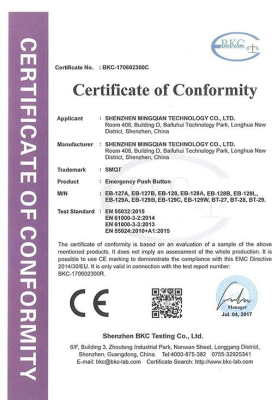 BKC
Certificate No. : BKC-170602300C
CERTIFICATE OF CONFORMITY
Certificate of Conformity
Applicant : SHENZHEN MINGQIAN TECHNOLOGY CO., LTD.
Room 406, Building D, Baifuhui Technology Park, Longhua New
District, Shenzhen, China
Manufacturer : SHENZHEN MINGQIAN TECHNOLOGY CO., LTD.
Room 406, Building D, Baifuhui Technology Park, Longhua New
District, Shenzhen, China
Trademark : SMQT
Product : Emergency Push Button
M/N : EB-127A, EB-127B, EB-128, EB-128A, EB-128B, EB-128L,
EB-129A, EB-129B, EB-129C, EB-129W, BT-27, BT-28, BT-29.
Test Standard : EN 55032:2015
EN 61000-3-2:2014
EN 61000-3-3:2013
EN 55024:2010+A1:2015
The certificate of conformity is based on an evaluation of a sample of the above
mentioned products. It does not imply an assessment of the whole product. It is
possible to use CE marking to demonstrate the compliance with this EMC Directive
2014/30/EU. It is only valid in connection with the test report number:
BKC-170602300R.
CE
Manager
Jul. 04, 2017
Shenzhen BKC Testing Co., Ltd.
6/F, Building 3, Zhouteng Industrial Park, Nanwan Street, Longgang District,
Shenzhen, Guangdong, China. Tel:4000-875-382 0755-32925341
E-mail: bkc@bkc-lab.com Certificate Search: http://www.bkc-lab.com